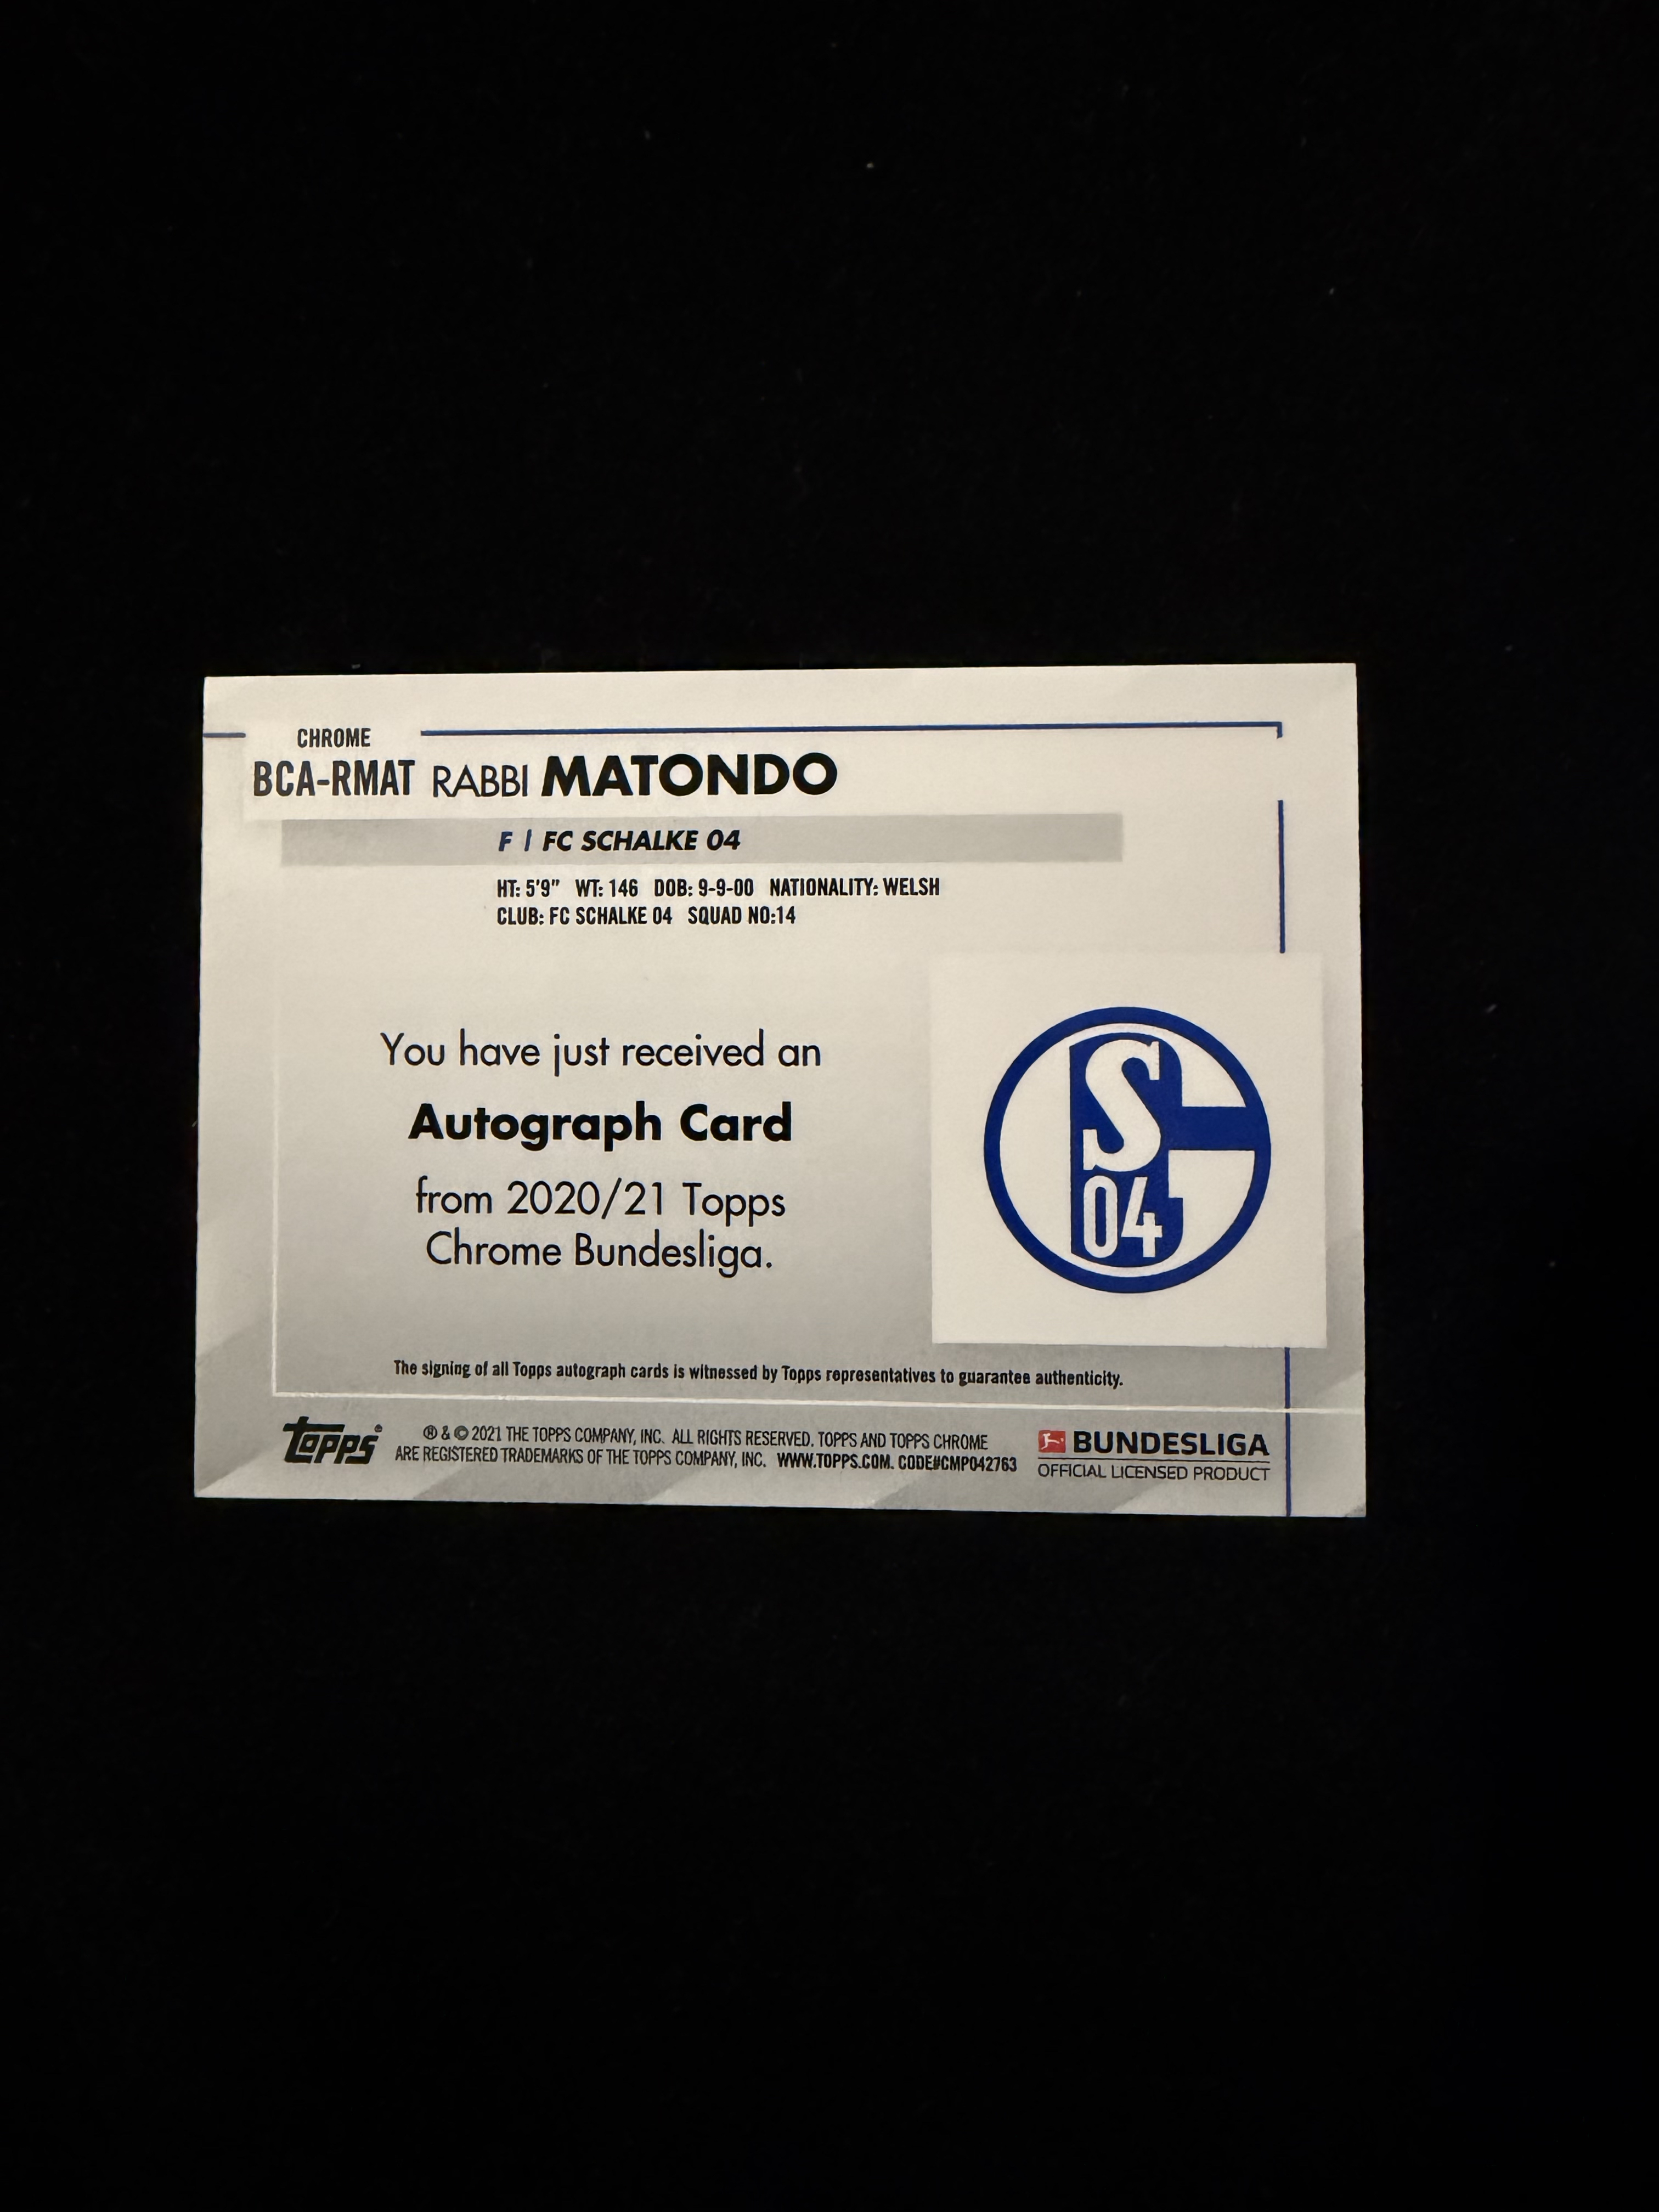 CHROME
BCA-RMAT RABBI MATONDO
F / FC SCHALKE 04
HT: 5'9" WT: 146 DOB: 9-9-00 NATIONALITY: WELSH
CLUB: FC SCHALKE 04 SQUAD NO:14
You have just received an
Autograph Card
from 2020/21 Topps
Chrome Bundesliga.
S
04
The signing of all Topps autograph cards is witnessed by Topps representatives to guarantee authenticity.
Topps®
® & © 2021 THE TOPPS COMPANY, INC. ALL RIGHTS RESERVED. TOPPS AND TOPPS CHROME
ARE REGISTERED TRADEMARKS OF THE TOPPS COMPANY, INC. WWW.TOPPS.COM. CODE#CMP042763
BUNDESLIGA
OFFICIAL LICENSED PRODUCT